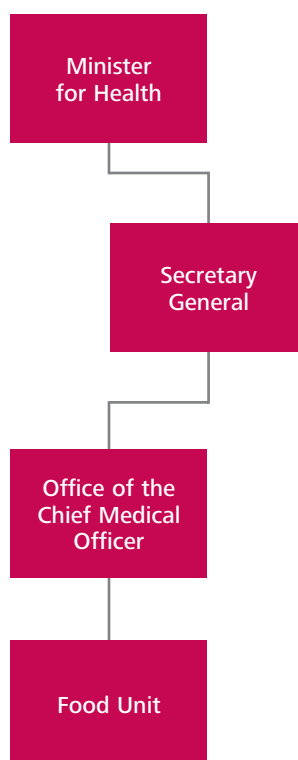 Minister
for Health
Secretary
General
Office of the
Chief Medical
Officer
Food Unit